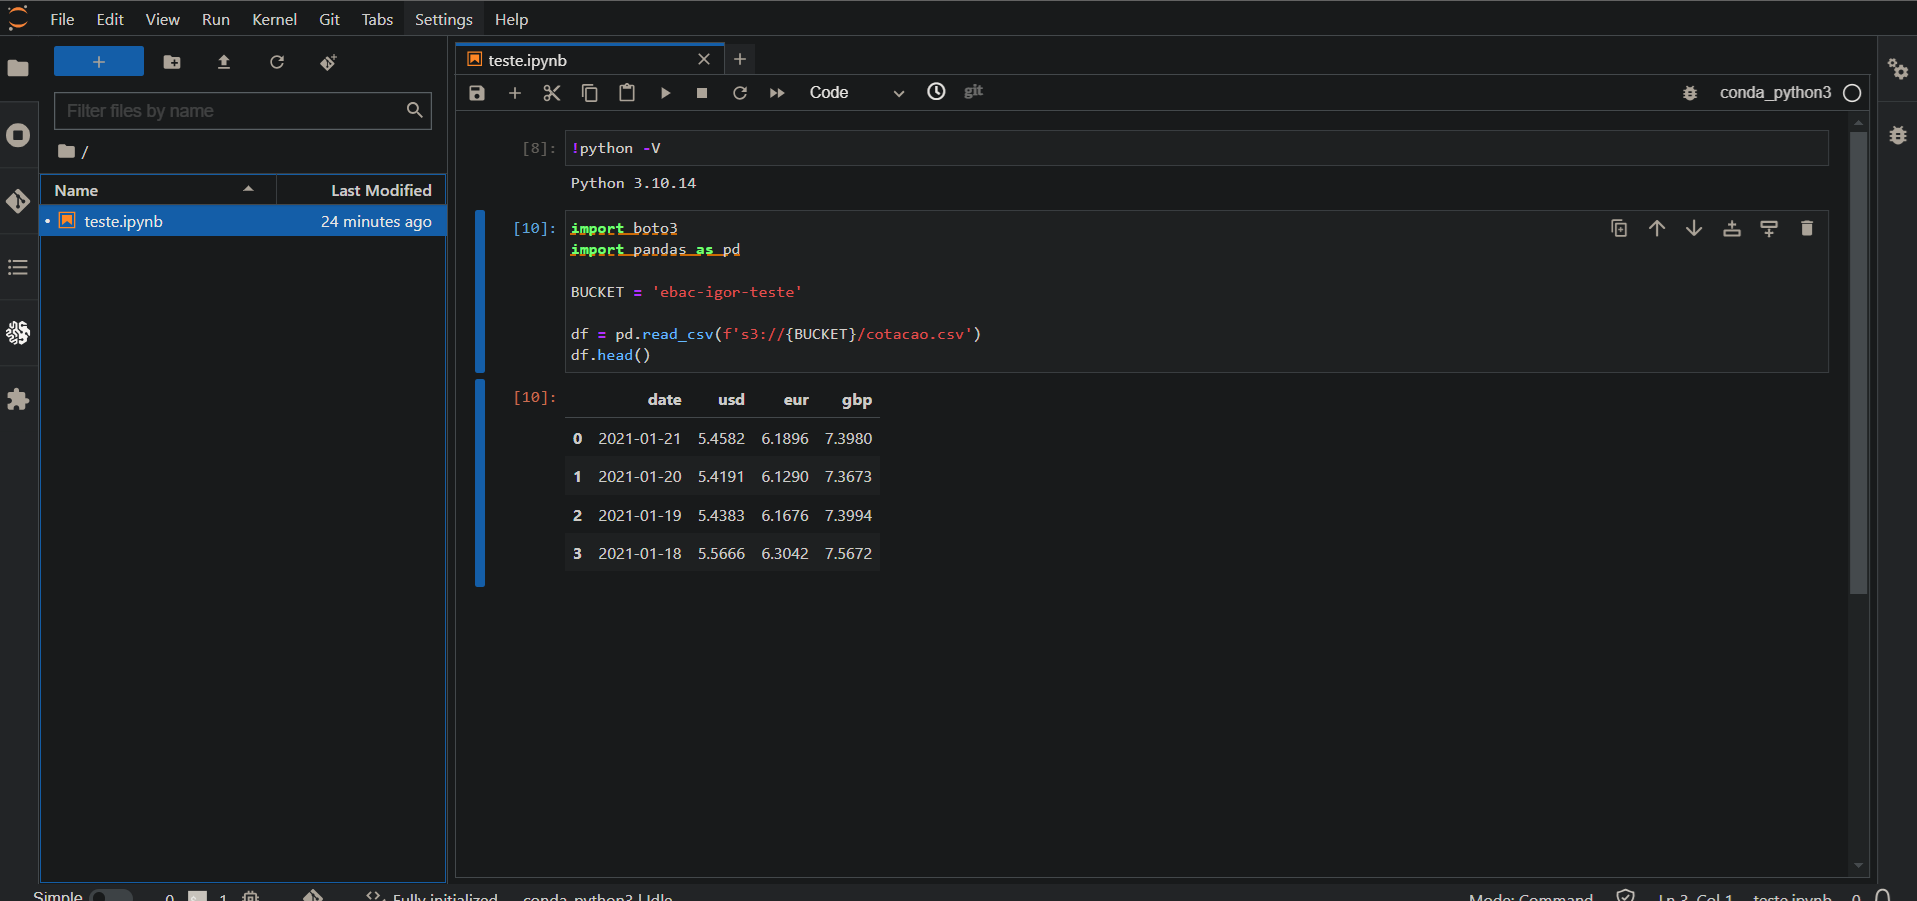 File Edit View Run Kernel Git Tabs Settings Help
Filter files by name
/
Name Last Modified
teste.ipynb 24 minutes ago
teste.ipynb
Code git conda_python3
[8]: !python -V
Python 3.10.14
[10]: import boto3
import pandas as pd
BUCKET = 'ebac-igor-teste'
df = pd.read_csv(f's3://{BUCKET}/cotacao.csv')
df.head()
[10]: date usd eur gbp
0 2021-01-21 5.4582 6.1896 7.3980
1 2021-01-20 5.4191 6.1290 7.3673
2 2021-01-19 5.4383 6.1676 7.3994
3 2021-01-18 5.5666 6.3042 7.5672
Simple 0 1 Fully initialized conda_python3 | Idle Mode: Command Ln 3, Col 1 teste.ipynb 0